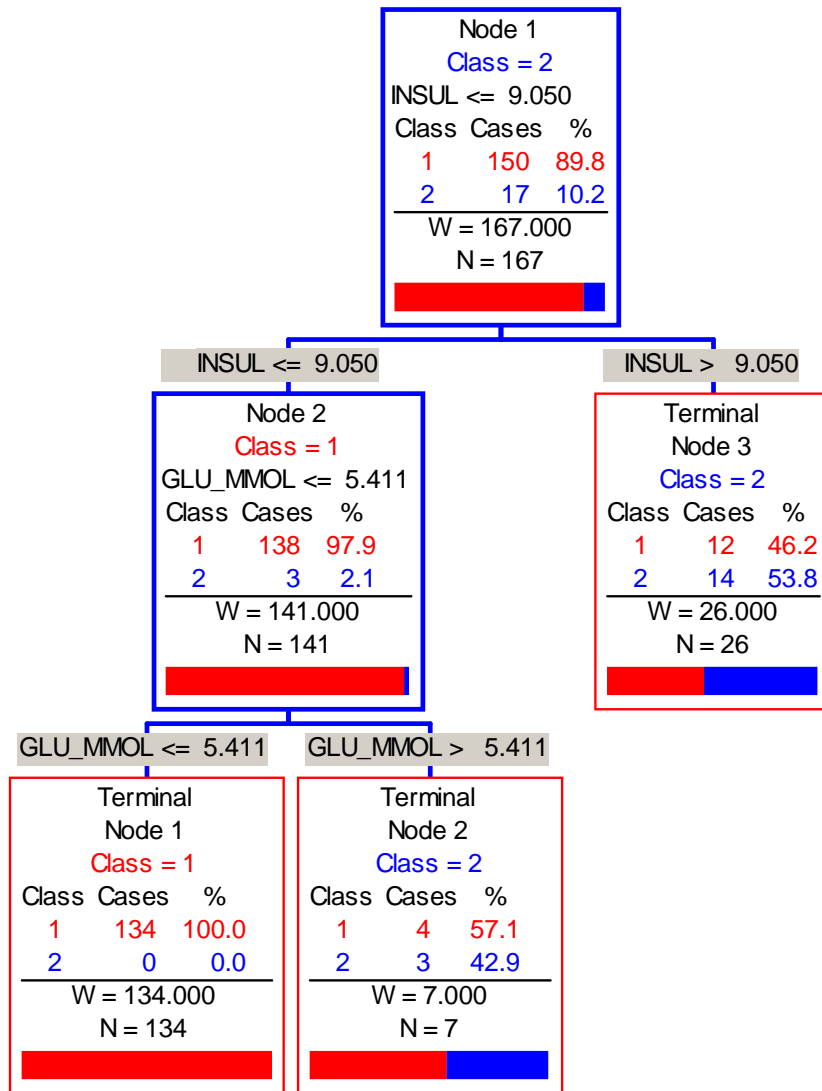 Node 1
Class = 2
INSUL <= 9.050
Class Cases %
1 150 89.8
2 17 10.2
W = 167.000
N = 167
INSUL <= 9.050
INSUL > 9.050
Node 2
Class = 1
GLU_MMOL <= 5.411
Class Cases %
1 138 97.9
2 3 2.1
W = 141.000
N = 141
Terminal
Node 3
Class = 2
Class Cases %
1 12 46.2
2 14 53.8
W = 26.000
N = 26
GLU_MMOL <= 5.411
GLU_MMOL > 5.411
Terminal
Node 1
Class = 1
Class Cases %
1 134 100.0
2 0 0.0
W = 134.000
N = 134
Terminal
Node 2
Class = 2
Class Cases %
1 4 57.1
2 3 42.9
W = 7.000
N = 7